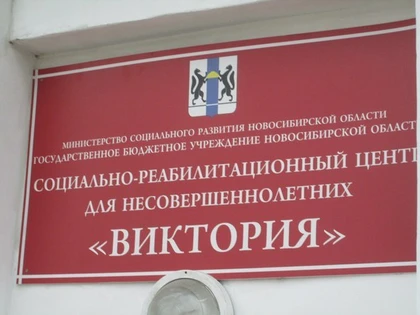 МИНИСТЕРСТВО СОЦИАЛЬНОГО РАЗВИТИЯ НОВОСИБИРСКОЙ ОБЛАСТИ
ГОСУДАРСТВЕННОЕ БЮДЖЕТНОЕ УЧРЕЖДЕНИЕ НОВОСИБИРСКОЙ ОБЛАСТ
СОЦИАЛЬНО-РЕАБИЛИТАЦИОННЫЙ ЦЕНТ
ДЛЯ НЕСОВЕРШЕННОЛЕТНИХ
«ВИКТОРИЯ»